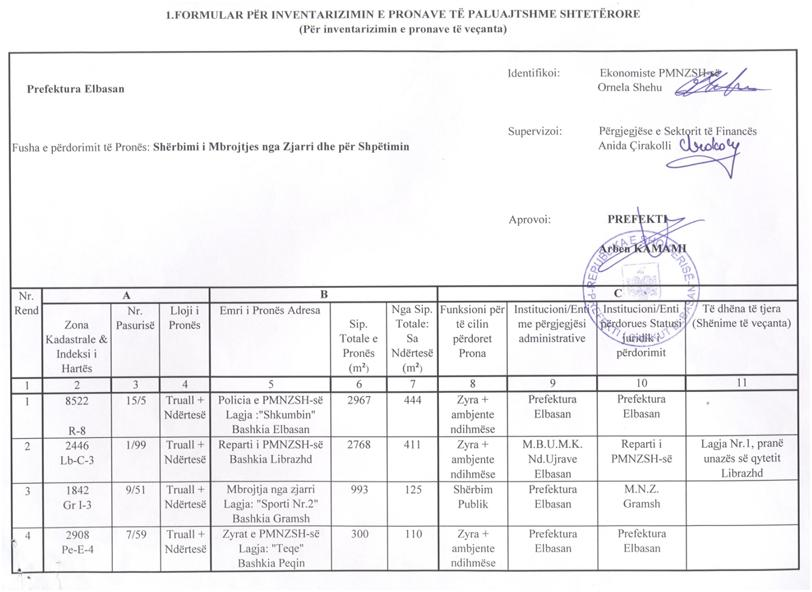 1.FORMULAR PËR INVENTARIZIMIN E PRONAVE TË PALUAJTSHME SHTETËRORE
(Për inventarizimin e pronave të veçanta)
Prefektura Elbasan
Identifikoi: Ekonomiste PMNZSH-së
Ornela Shehu
Fusha e përdorimit të Pronës: Shërbimi i Mbrojtjes nga Zjarri dhe për Shpëtimin
Supervizoi: Përgjegjëse e Sektorit të Financës
Anida Çirakolli
Aprovoi: PREFEKTI
Arben KAMAMI
Nr. Rend
A
B
C
Zona Kadastrale & Indeksi i Hartës
Nr. Pasurisë
Lloji i Pronës
Emri i Pronës Adresa
Sip. Totale e Pronës (m²)
Nga Sip. Totale: Sa Ndërtesë (m²)
Funksioni për të cilin përdoret Prona
Institucioni/Enti me përgjegjësi administrative
Institucioni/Enti përdorues Statusi juridik i përdorimit
Të dhëna të tjera (Shënime të veçanta)
1 2 3 4 5 6 7 8 9 10 11
1 8522 R-8 15/5 Truall + Ndërtesë Policia e PMNZSH-së Lagja :"Shkumbin" Bashkia Elbasan 2967 444 Zyra + ambjente ndihmëse Prefektura Elbasan Prefektura Elbasan
2 2446 Lb-C-3 1/99 Truall + Ndërtesë Reparti i PMNZSH-së Bashkia Librazhd 2768 411 Zyra + ambjente ndihmëse M.B.U.M.K. Nd.Ujrave Elbasan Reparti i PMNZSH-së Lagja Nr.1, pranë unazës së qytetit Librazhd
3 1842 Gr I-3 9/51 Truall + Ndërtesë Mbrojtja nga zjarri Lagja: "Sporti Nr.2" Bashkia Gramsh 993 125 Shërbim Publik Prefektura Elbasan M.N.Z. Gramsh
4 2908 Pe-E-4 7/59 Truall + Ndërtesë Zyrat e PMNZSH-së Lagja: "Teqe" Bashkia Peqin 300 110 Zyra + ambjente ndihmëse Prefektura Elbasan Prefektura Elbasan